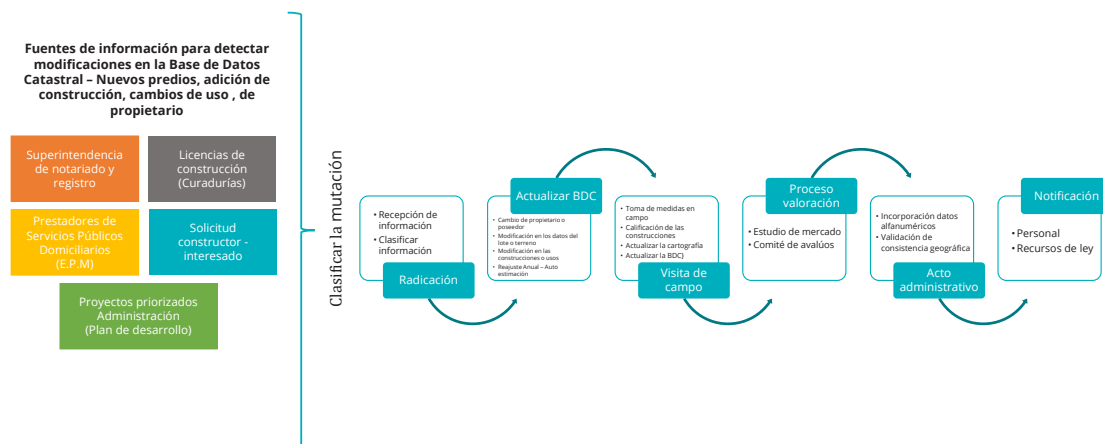 Fuentes de información para detectar
modificaciones en la Base de Datos
Catastral – Nuevos predios, adición de
construcción, cambios de uso , de
propietario
Superintendencia
de notariado y
registro
Licencias de
construcción
(Curadurías)
Prestadores de
Servicios Públicos
Domiciliarios
(E.P.M)
Solicitud
constructor -
interesado
Proyectos priorizados
Administración
(Plan de desarrollo)
Clasificar la mutación
• Recepción de
información
• Clasificar
información
Radicación
Actualizar BDC
• Cambio de propietario o
poseedor
• Modificación en los datos del
lote o terreno
• Modificación en las
construcciones o usos
• Reajuste Anual – Auto
estimación
• Toma de medidas en
campo
• Calificación de las
construcciones
• Actualizar la cartografía
• Actualizar la BDC}
Visita de
campo
Proceso
valoración
• Estudio de mercado
• Comité de avalúos
• Incorporación datos
alfanuméricos
• Validación de
consistencia geográfica
Acto
administrativo
Notificación
• Personal
• Recursos de ley